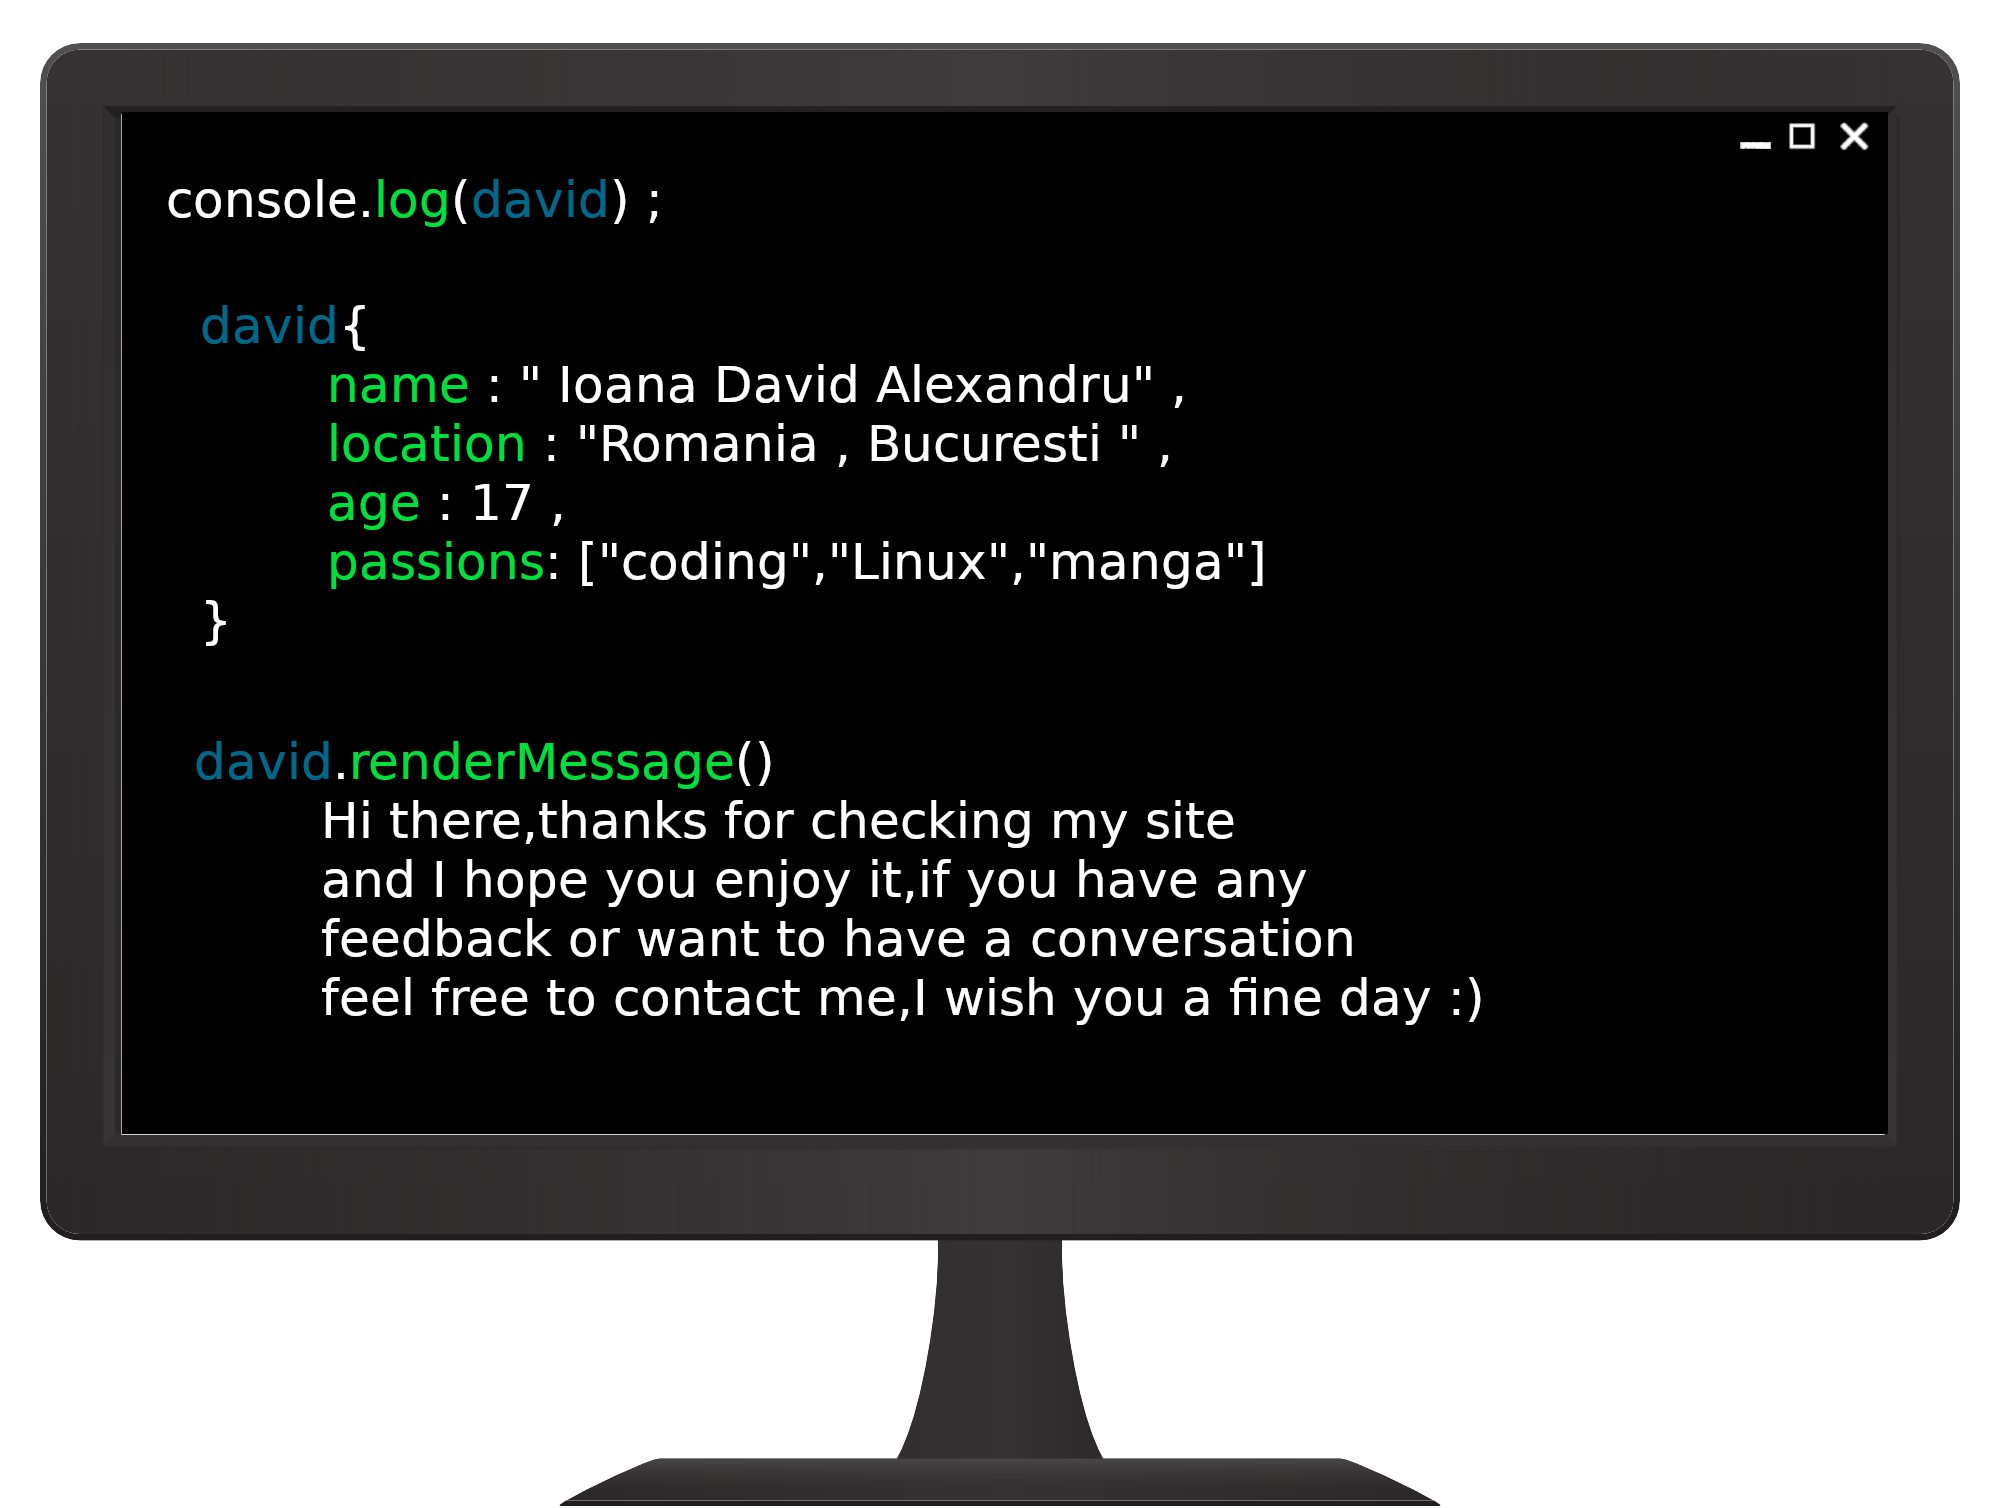 console.log(david) ;
david{
name : " Ioana David Alexandru" ,
location : "Romania , Bucuresti " ,
age : 17 ,
passions: ["coding","Linux","manga"]
}
david.renderMessage()
Hi there,thanks for checking my site
and I hope you enjoy it,if you have any
feedback or want to have a conversation
feel free to contact me,I wish you a fine day :)